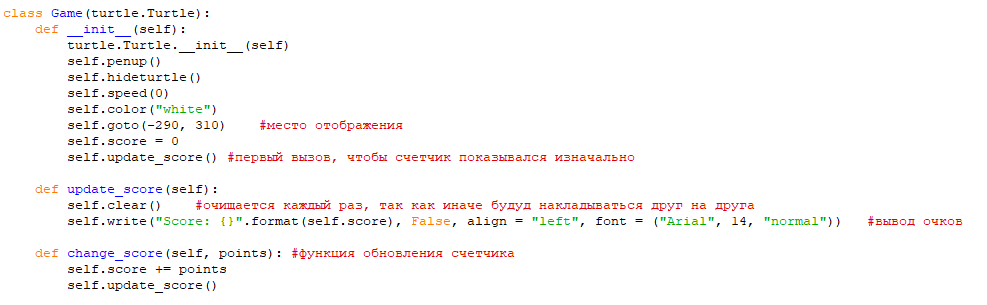 class Game(turtle.Turtle):
    def __init__(self):
        turtle.Turtle.__init__(self)
        self.penup()
        self.hideturtle()
        self.speed(0)
        self.color("white")
        self.goto(-290, 310)    #место отображения
        self.score = 0
        self.update_score() #первый вызов, чтобы счетчик показывался изначально
    def update_score(self):
        self.clear()    #очищается каждый раз, так как иначе будуд накладываться друг на друга
        self.write("Score: {}".format(self.score), False, align = "left", font = ("Arial", 14, "normal"))   #вывод очков
    def change_score(self, points): #функция обновления счетчика
        self.score += points
        self.update_score()